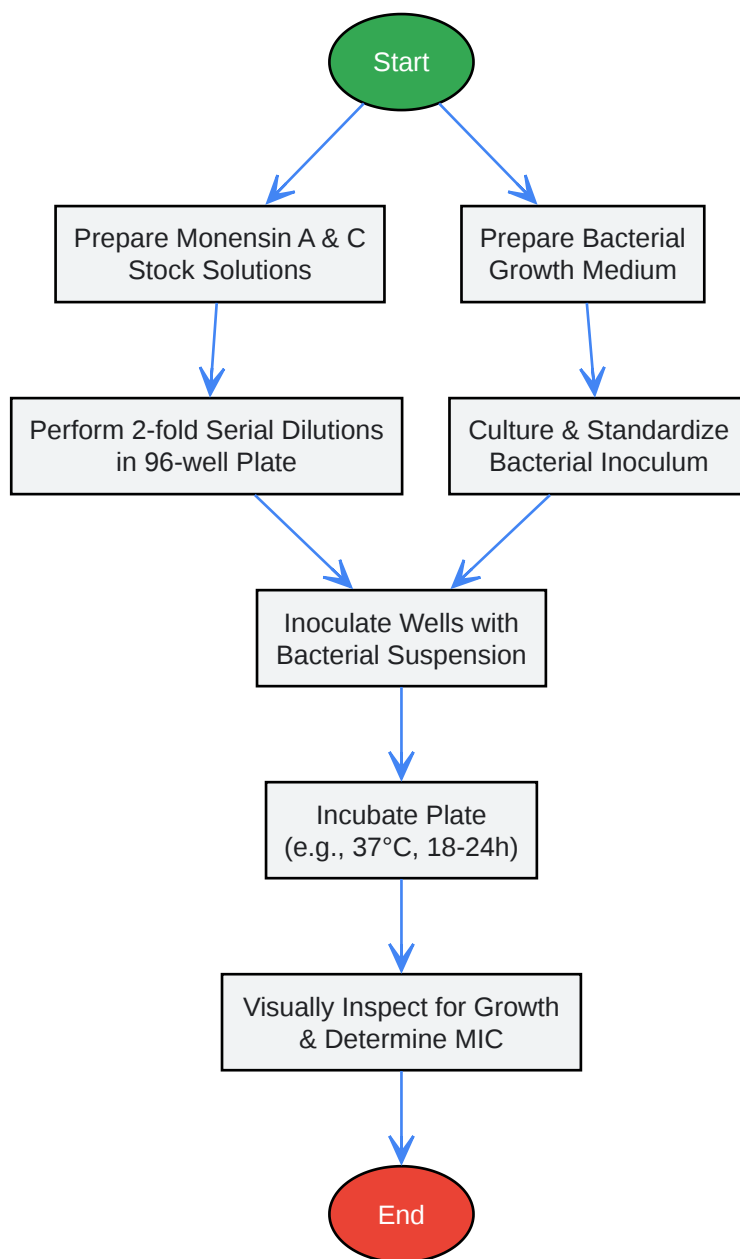 Start
Prepare Monensin A & C
Stock Solutions
Prepare Bacterial
Growth Medium
Perform 2-fold Serial Dilutions
in 96-well Plate
Culture & Standardize
Bacterial Inoculum
Inoculate Wells with
Bacterial Suspension
Incubate Plate
(e.g., 37°C, 18-24h)
Visually Inspect for Growth
& Determine MIC
End